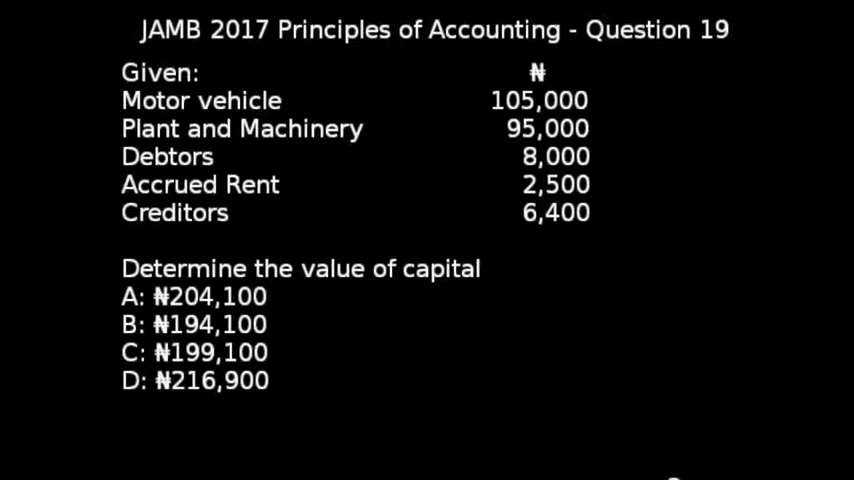 JAMB 2017 Principles of Accounting - Question 19
Given: ₦
Motor vehicle 105,000
Plant and Machinery 95,000
Debtors 8,000
Accrued Rent 2,500
Creditors 6,400
Determine the value of capital
A: ₦204,100
B: ₦194,100
C: ₦199,100
D: ₦216,900